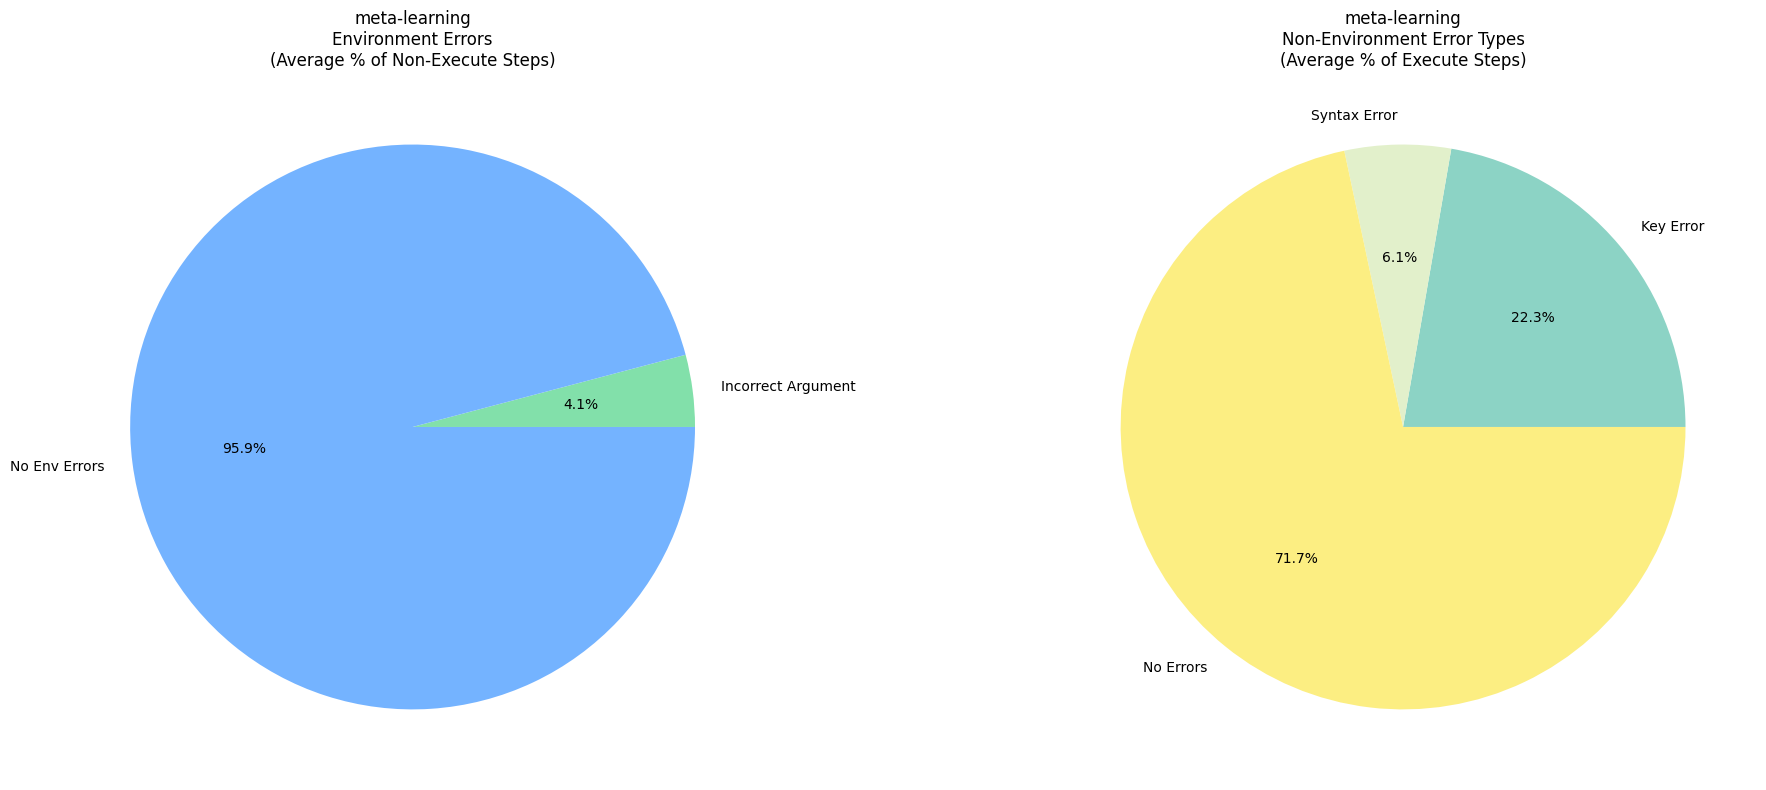 meta-learning
Environment Errors
(Average % of Non-Execute Steps)
No Env Errors
95.9%
4.1%
Incorrect Argument
meta-learning
Non-Environment Error Types
(Average % of Execute Steps)
Syntax Error
Key Error
6.1%
22.3%
71.7%
No Errors